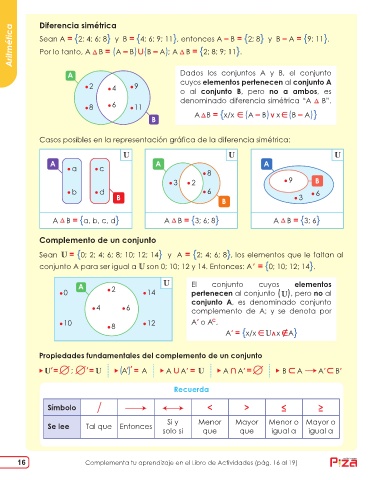 Aritmética
Diferencia simétrica
Sean A = {2; 4; 6; 8} y B = {4; 6; 9; 11}, entonces A − B = {2; 8} y B − A = {9; 11}.
Por lo tanto, A △ B = (A − B) ∪ (B − A); A △ B = {2; 8; 9; 11}.
A
2 4 9
8 6 11
B
Dados los conjuntos A y B, el conjunto
cuyos elementos pertenecen al conjunto A
o al conjunto B, pero no a ambos, es
denominado diferencia simétrica "A △ B".
A△B = {x/x ∈ (A − B) ∨ x ∈ (B − A)}
Casos posibles en la representación gráfica de la diferencia simétrica:
U U U
A A A
a c
b d
B
3 2 8
6
B
9 B
3 6
A △ B = {a, b, c, d} A △ B = {3; 6; 8} A △ B = {3; 6}
Complemento de un conjunto
Sean U = {0; 2; 4; 6; 8; 10; 12; 14} y A = {2; 4; 6; 8}, los elementos que le faltan al
conjunto A para ser igual a U son 0; 10; 12 y 14. Entonces: A' = {0; 10; 12; 14}.
A U
0 2 14
4 6
10 8 12
El conjunto cuyos elementos
pertenecen al conjunto (U), pero no al
conjunto A, es denominado conjunto
complemento de A; y se denota por
A' o Aᶜ.
A' = {x/x ∈ U ∧ x ∉ A}
Propiedades fundamentales del complemento de un conjunto
U' = ∅ ; ∅' = U (A')' = A A ∪ A' = U A ∩ A' = ∅ B ⊂ A → A' ⊂ B'
Recuerda
Símbolo / → ↔ < > ≤ ≥
Se lee Tal que Entonces Si y solo si Menor que Mayor que Menor o igual a Mayor o igual a
16 Complementa tu aprendizaje en el Libro de Actividades (pág. 16 al 19) PIZA